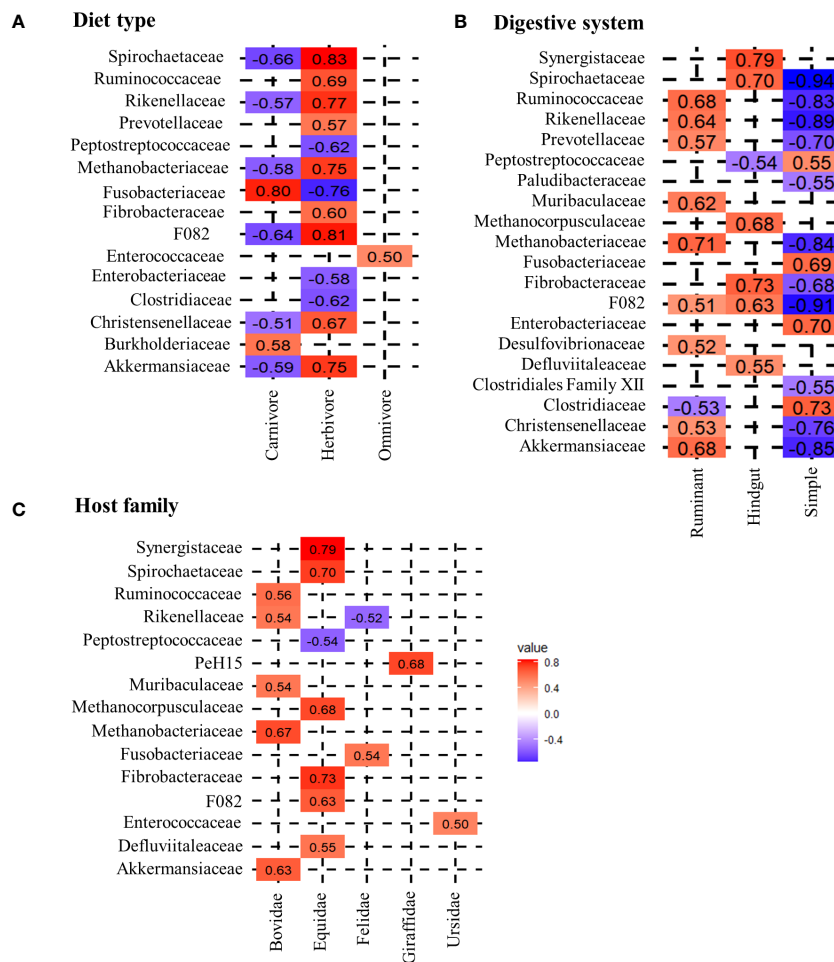 A Diet type
Spirochaetaceae -0.66 0.83
Ruminococcaceae 0.69
Rikenellaceae -0.57 0.77
Prevotellaceae 0.57
Peptostreptococcaceae -0.62
Methanobacteriaceae -0.58 0.75
Fusobacteriaceae 0.80 -0.76
Fibrobacteraceae 0.60
F082 -0.64 0.81
Enterococcaceae 0.50
Enterobacteriaceae -0.58
Clostridiaceae -0.62
Christensenellaceae -0.51 0.67
Burkholderiaceae 0.58
Akkermansiaceae -0.59 0.75
Carnivore Herbivore Omnivore
B Digestive system
Synergistaceae 0.79
Spirochaetaceae 0.70 -0.94
Ruminococcaceae 0.68 -0.83
Rikenellaceae 0.64 -0.89
Prevotellaceae 0.57 -0.70
Peptostreptococcaceae -0.54 0.55
Paludibacteraceae -0.55
Muribaculaceae 0.62
Methanocorpusculaceae 0.68
Methanobacteriaceae 0.71 -0.84
Fusobacteriaceae 0.69
Fibrobacteraceae 0.73 -0.68
F082 0.51 0.63 -0.91
Enterobacteriaceae 0.70
Desulfovibrionaceae 0.52
Defluviitaleaceae 0.55
Clostridiales Family XII -0.55
Clostridiaceae -0.53 0.73
Christensenellaceae 0.53 -0.76
Akkermansiaceae 0.68 -0.85
Ruminant Hindgut Simple
C Host family
Synergistaceae 0.79
Spirochaetaceae 0.70
Ruminococcaceae 0.56
Rikenellaceae 0.54 -0.52
Peptostreptococcaceae -0.54
PeH15 0.68
Muribaculaceae 0.54
Methanocorpusculaceae 0.68
Methanobacteriaceae 0.67
Fusobacteriaceae 0.54
Fibrobacteraceae 0.73
F082 0.63
Enterococcaceae 0.50
Defluviitaleaceae 0.55
Akkermansiaceae 0.63
Bovidae Equidae Felidae Giraffidae Ursidae
value
0.8
0.4
0.0
-0.4